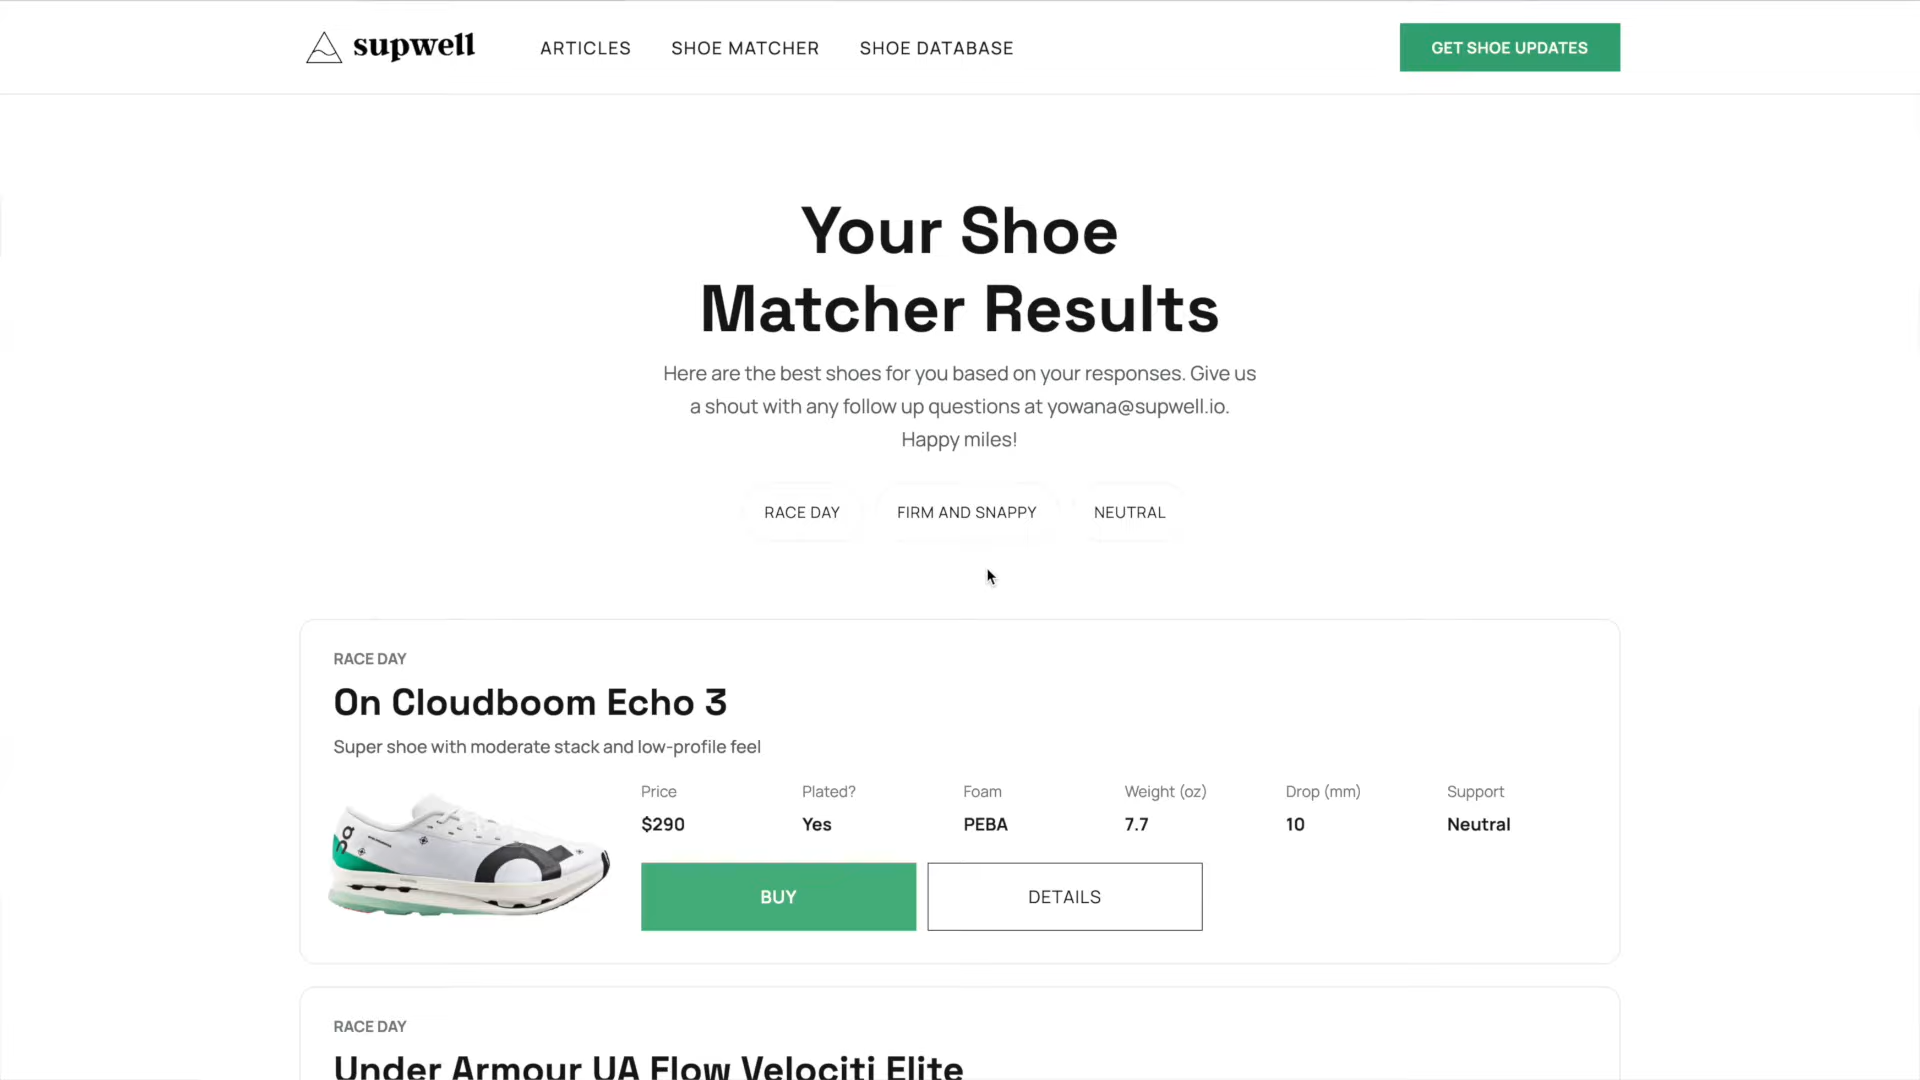 supwell
ARTICLES
SHOE MATCHER
SHOE DATABASE
GET SHOE UPDATES
Your Shoe
Matcher Results
Here are the best shoes for you based on your responses. Give us
a shout with any follow up questions at yowana@supwell.io.
Happy miles!
RACE DAY
FIRM AND SNAPPY
NEUTRAL
RACE DAY
On Cloudboom Echo 3
Super shoe with moderate stack and low-profile feel
Price
Plated?
Foam
Weight (oz)
Drop (mm)
Support
$290
Yes
PEBA
7.7
10
Neutral
BUY
DETAILS
RACE DAY
Under Armour UA Flow Velociti Elite